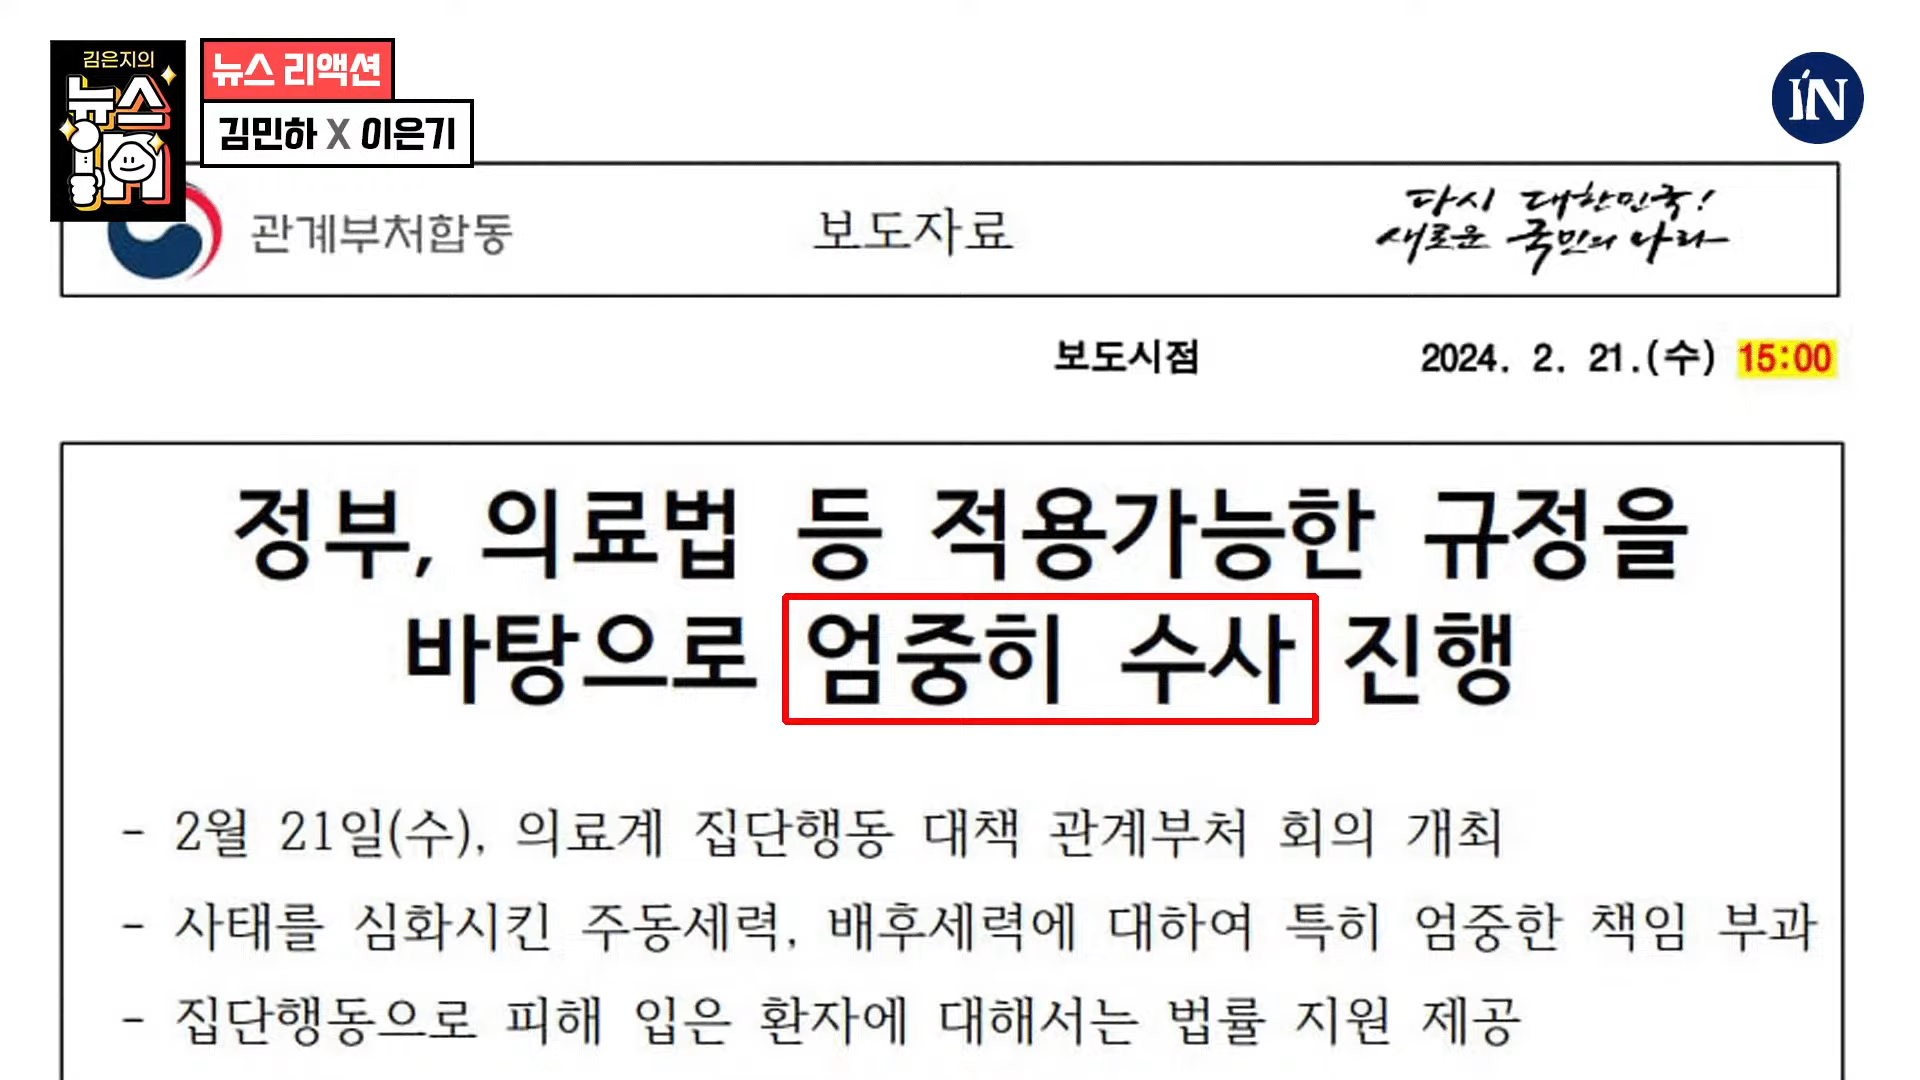 김은지의
뉴스
IN
뉴스 리액션
김민하 X 이은기
IN
관계부처합동
보도자료
다시 대한민국!
새로운 국민의 나라
보도시점 2024. 2. 21.(수) 15:00
정부, 의료법 등 적용가능한 규정을
바탕으로 엄중히 수사 진행
- 2월 21일(수), 의료계 집단행동 대책 관계부처 회의 개최
- 사태를 심화시킨 주동세력, 배후세력에 대하여 특히 엄중한 책임 부과
- 집단행동으로 피해 입은 환자에 대해서는 법률 지원 제공